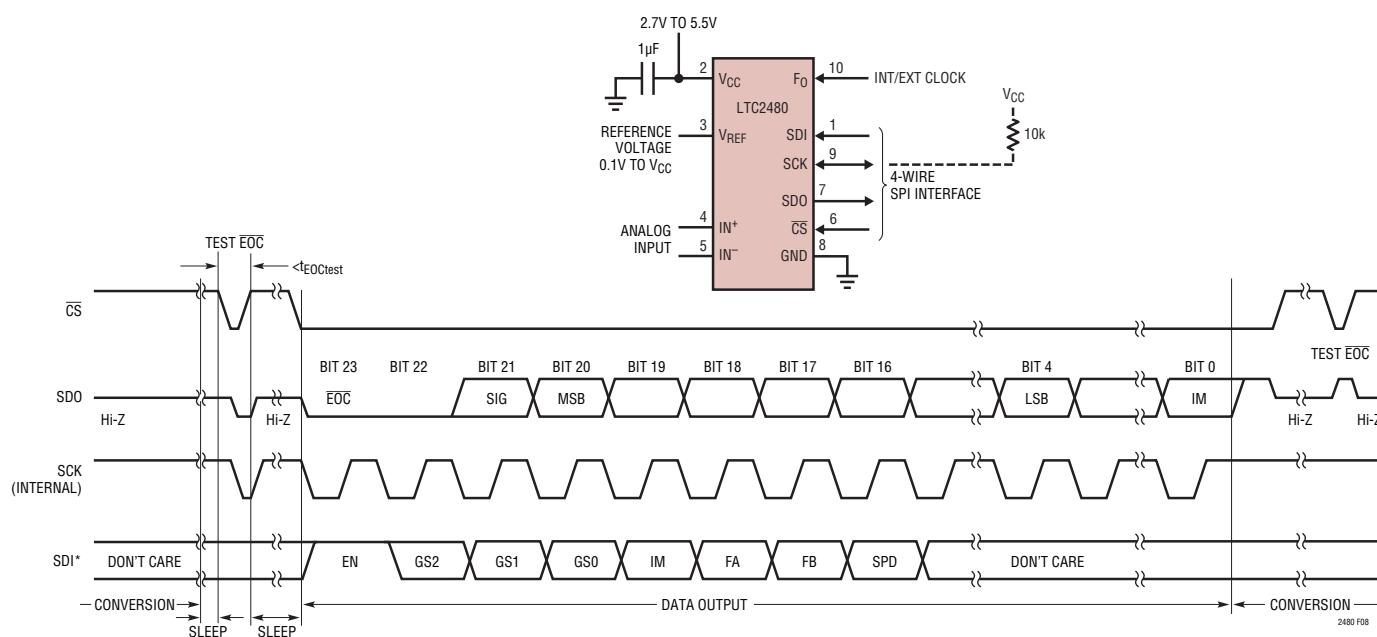 2.7V TO 5.5V
1µF
2
VCC
FO
10
INT/EXT CLOCK
LTC2480
VCC
10k
REFERENCE
VOLTAGE
0.1V TO VCC
3
VREF
SDI
1
SCK
9
4-WIRE
SPI INTERFACE
SDO
7
ANALOG
INPUT
4
IN+
CS
6
5
IN–
GND
8
TEST EOC
<tEOCtest
CS
TEST EOC
BIT 23 BIT 22 BIT 21 BIT 20 BIT 19 BIT 18 BIT 17 BIT 16 BIT 4 BIT 0
SDO
EOC SIG MSB LSB IM
Hi-Z Hi-Z Hi-Z Hi-Z
SCK
(INTERNAL)
SDI* DON'T CARE EN GS2 GS1 GS0 IM FA FB SPD DON'T CARE
CONVERSION DATA OUTPUT CONVERSION
SLEEP SLEEP
2480 F08